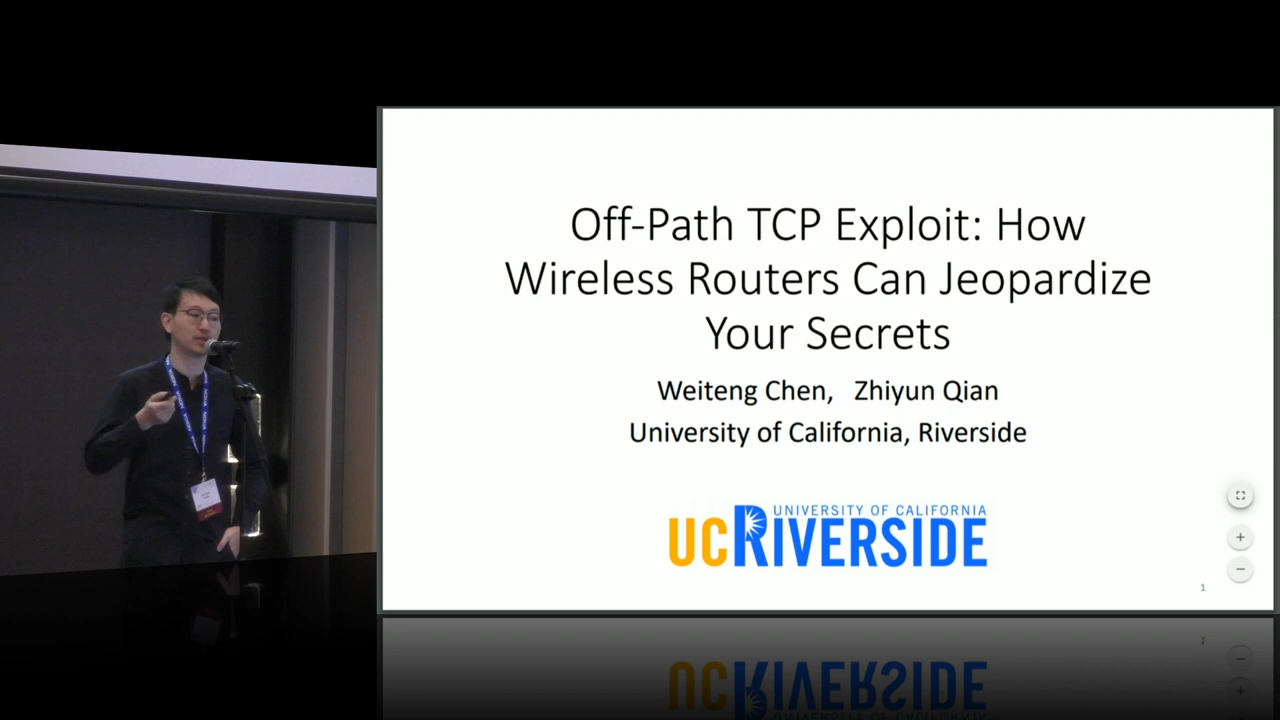 Off-Path TCP Exploit: How
Wireless Routers Can Jeopardize
Your Secrets
Weiteng Chen, Zhiyun Qian
University of California, Riverside
UNIVERSITY OF CALIFORNIA
UCRIVERSIDE
1